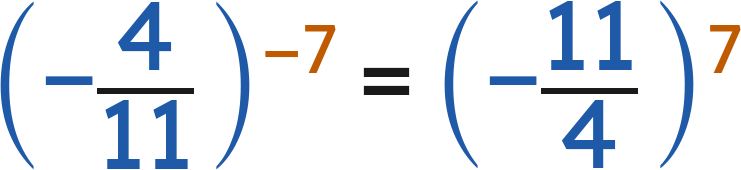 (-4/11)^-7 = (-11/4)^7